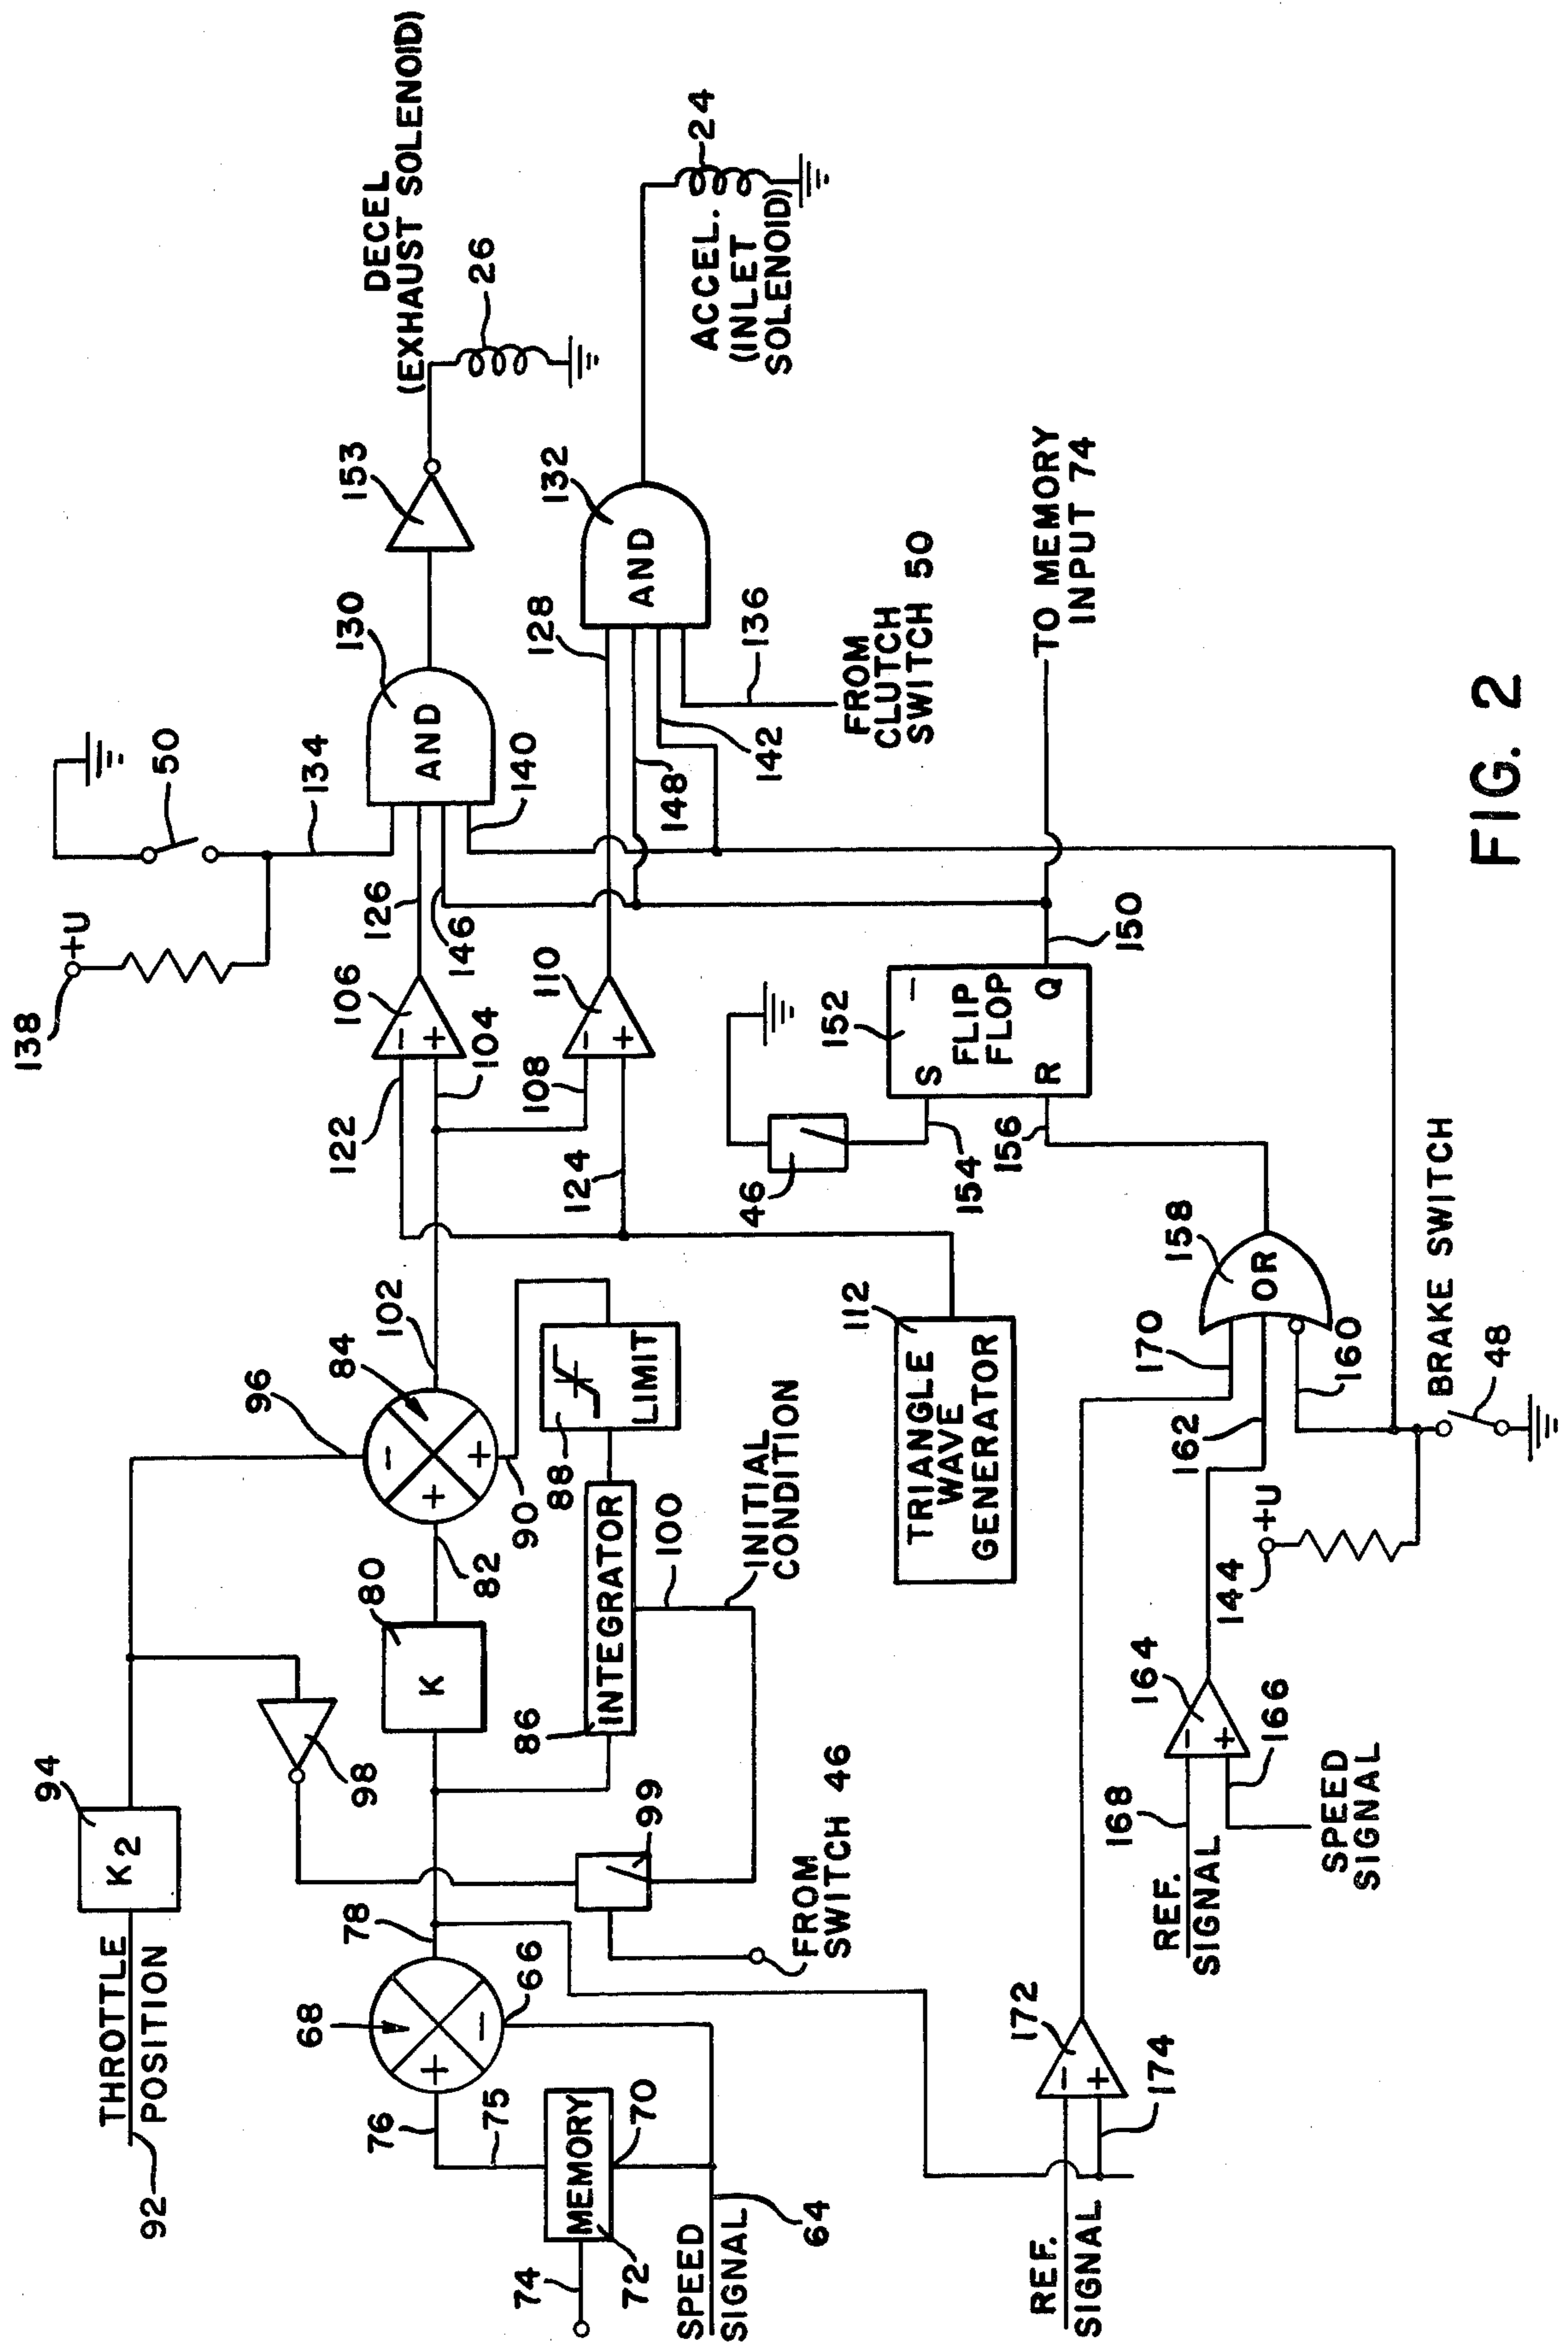 138
+U
50
134
DECEL
(EXHAUST SOLENOID)
THROTTLE
POSITION
92
94
K2
96
98
84
-
+
+
102
122
106
-
+
104
126
146
130
AND
140
153
26
68
+
-
78
66
80
K
82
90
88
LIMIT
108
110
-
+
124
128
148
142
132
AND
136
FROM
CLUTCH
SWITCH 50
ACCEL.
(INLET
SOLENOID)
24
76
75
70
MEMORY
72
74
SPEED
SIGNAL
64
86
INTEGRATOR
100
INITIAL
CONDITION
99
FROM
SWITCH 46
112
TRIANGLE
WAVE
GENERATOR
46
154
156
152
S
-
FLIP
FLOP
R
Q
150
TO MEMORY
INPUT 74
REF.
SIGNAL
172
-
+
174
REF.
SIGNAL
168
164
-
+
166
SPEED
SIGNAL
170
162
158
OR
160
144
+U
BRAKE SWITCH
48
FIG. 2